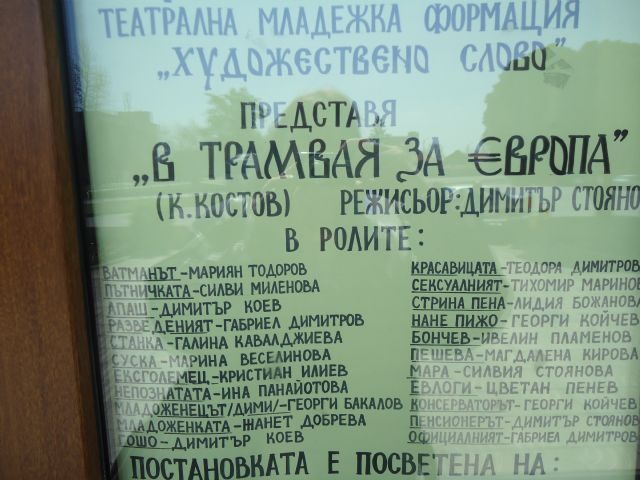 ТЕАТРАЛНА МЛАДЕЖКА ФОРМАЦИЯ
„ХУДОЖЕСТВЕНО СЛОВО”
ПРЕДСТАВЯ
„В ТРАМВАЯ ЗА ЄВРОПА”
(К.КОСТОВ) РЕЖИСЬОР:ДИМИТЪР СТОЯНО
В РОЛИТЕ:
ВАТМАНЪТ-МАРИЯН ТОДОРОВ
ПЪТНИЧКАТА-СИЛВИ МИЛЕНОВА
АПАШ-ДИМИТЪР КОЕВ
РАЗВЕДЕНИЯТ-ГАБРИЕЛ ДИМИТРОВ
СТАНКА-ГАЛИНА КАВАЛДЖИЕВА
СУСКА-МАРИНА ВЕСЕЛИНОВА
ЕКСГОЛЕМЕЦ-КРИСТИАН ИЛИЕВ
НЕПОЗНАТАТА-ИНА ПАНАЙОТОВА
МЛАДОЖЕНЕЦЪТ/ДИМИ/-ГЕОРГИ БАКАЛОВ
МЛАДОЖЕНКАТА-ЖАНЕТ ДОБРЕВА
ГОШО-ДИМИТЪР КОЕВ
КРАСАВИЦАТА-ТЕОДОРА ДИМИТРОВ
СЕКСУАЛНИЯТ-ТИХОМИР МАРИНОВ
СТРИНА ПЕНА-ЛИДИЯ БОЖАНОВА
НАНЕ ПИЖО-ГЕОРГИ КОЙЧЕВ
БОНЧЕВ-ИВЕЛИН ПЛАМЕНОВ
ПЕШЕВА-МАГДАЛЕНА КИРОВА
МАРА-СИЛВИЯ СТОЯНОВА
ЕВЛОГИ-ЦВЕТАН ПЕНЕВ
КОНСЕРВАТОРЪТ-ГЕОРГИ КОЙЧЕВ
ПЕНСИОНЕРЪТ-ДИМИТЪР СТОЯНОВ
ОФИЦИАЛНИЯТ-ГАБРИЕЛ ДИМИТРОВ
ПОСТАНОВКАТА Е ПОСВЕТЕНА НА: